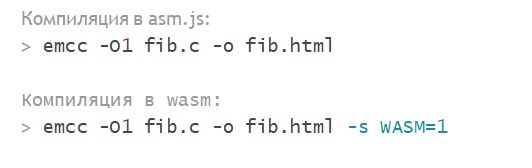 Компиляция в asm.js:
> emcc -O1 fib.c -o fib.html
Компиляция в wasm:
> emcc -O1 fib.c -o fib.html -s WASM=1